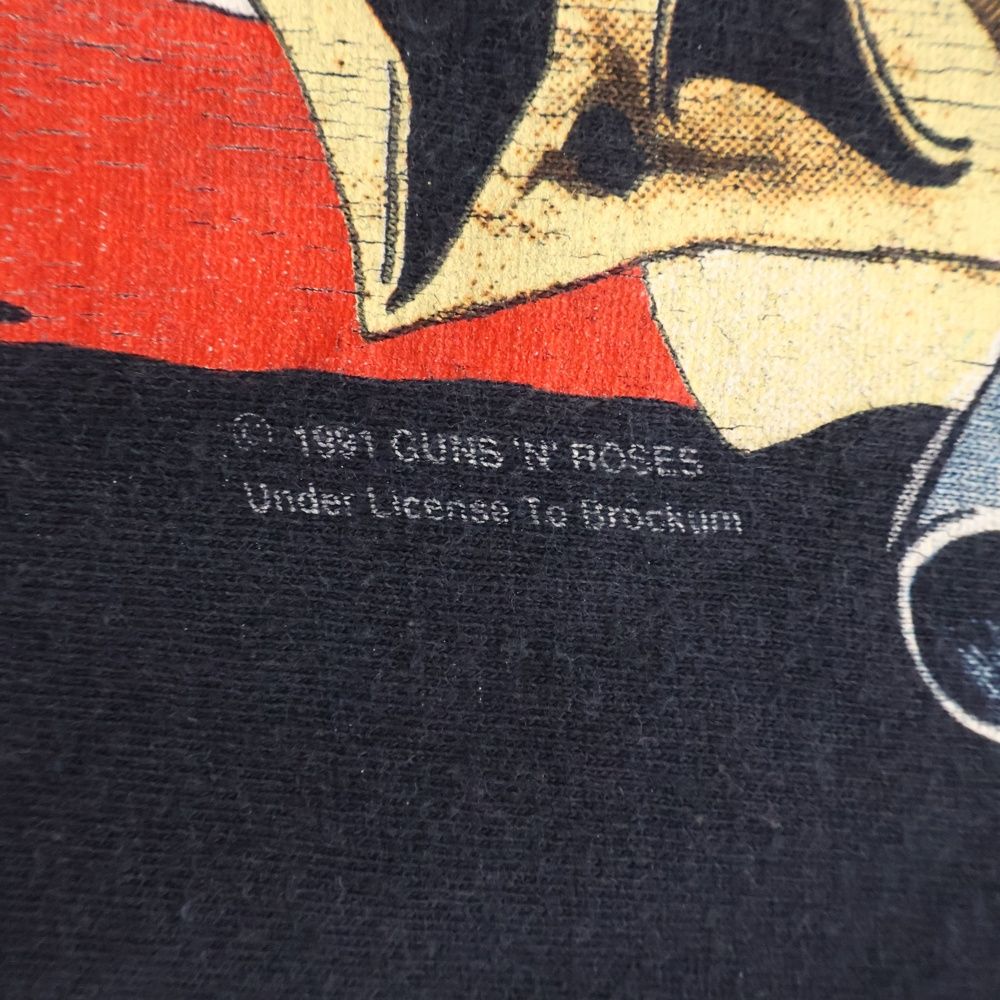 © 1991 GUNS 'N' ROSES
Under License To Brockum